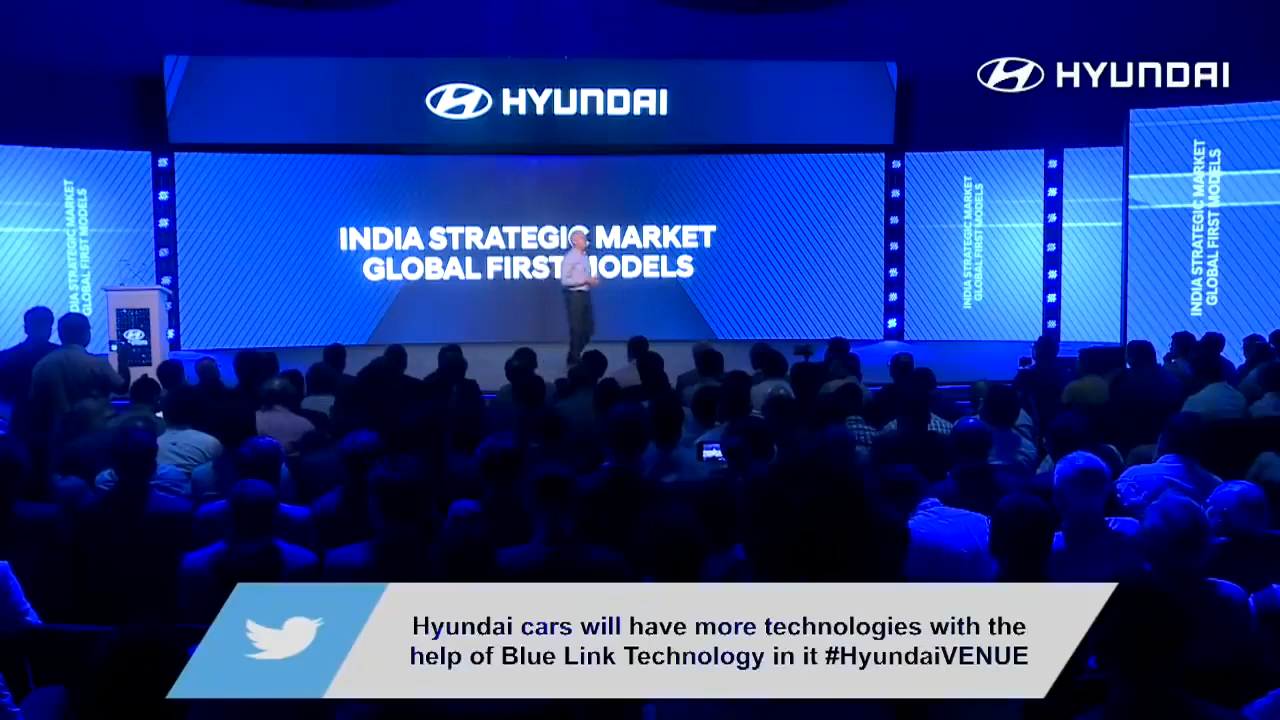 HYUNDAI
HYUNDAI
INDIA STRATEGIC MARKET
GLOBAL FIRST MODELS
INDIA STRATEGIC MARKET
GLOBAL FIRST MODELS
INDIA STRATEGIC MARKET
GLOBAL FIRST MODELS
INDIA STRATEGIC MARKET
GLOBAL FIRST MODELS
Hyundai cars will have more technologies with the
help of Blue Link Technology in it #HyundaiVENUE